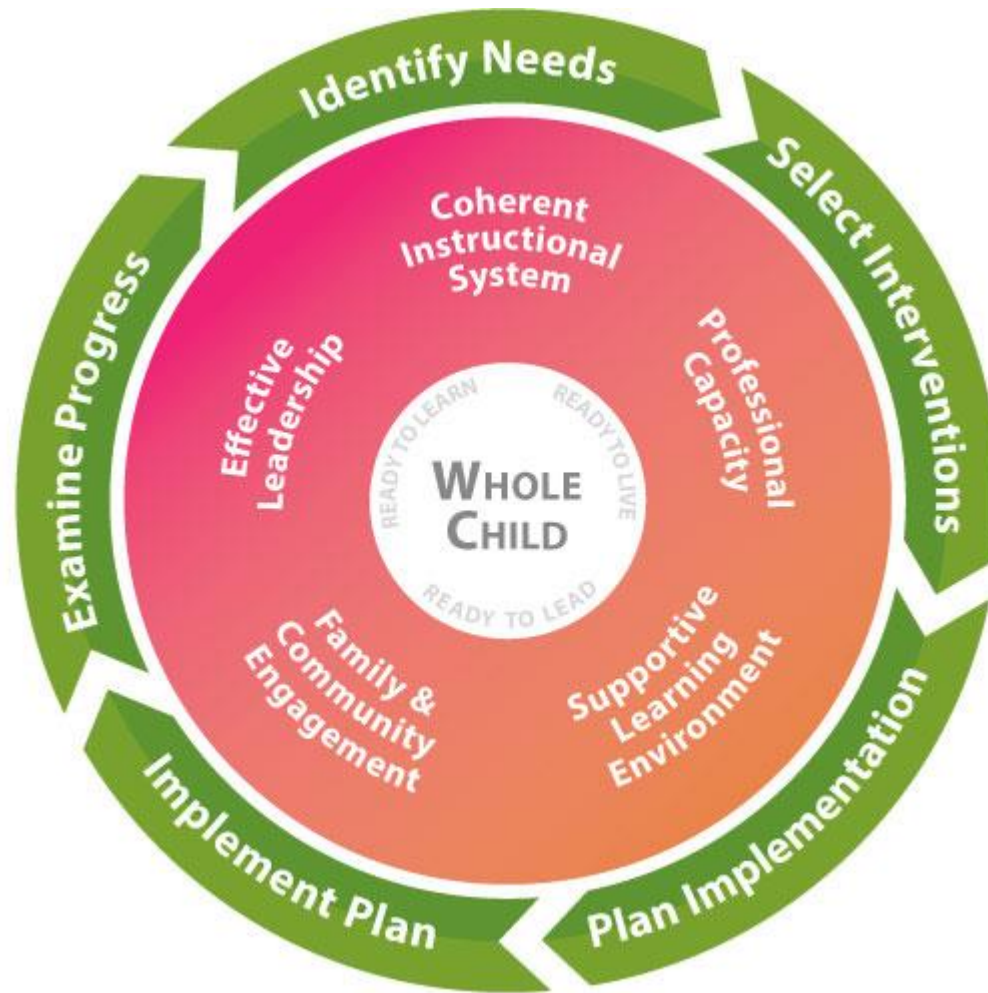 Identify Needs
Select Interventions
Plan Implementation
Implement Plan
Examine Progress
Coherent
Instructional
System
Professional
Capacity
Supportive
Learning
Environment
Family &
Community
Engagement
Effective
Leadership
READY TO LEARN
READY TO LIVE
READY TO LEAD
WHOLE
CHILD